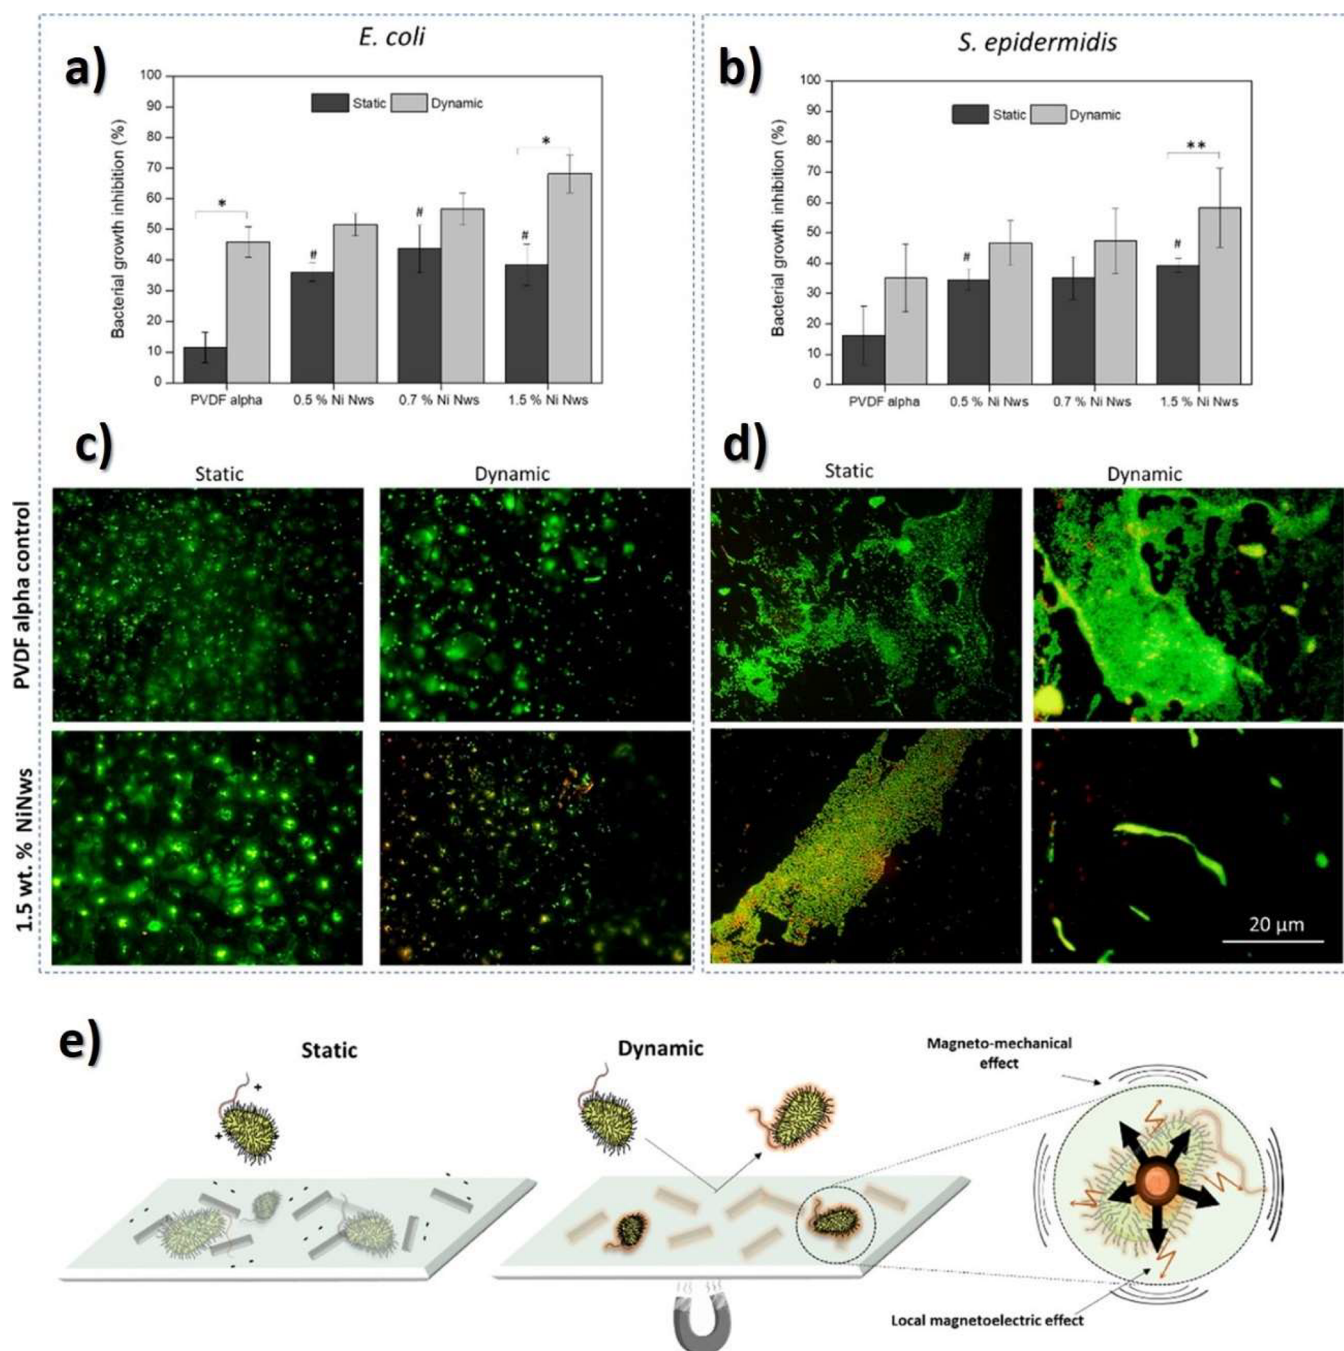 a)
E. coli
100
90
80
70
60
50
40
30
20
10
0
Bacterial growth inhibition (%)
Static
Dynamic
*
#
#
*
#
PVDF alpha
0.5 % Ni Nws
0.7 % Ni Nws
1.5 % Ni Nws
b)
S. epidermidis
100
90
80
70
60
50
40
30
20
10
0
Bacterial growth inhibition (%)
Static
Dynamic
#
**
#
PVDF alpha
0.5 % Ni Nws
0.7 % Ni Nws
1.5 % Ni Nws
c)
Static
Dynamic
d)
Static
Dynamic
PVDF alpha control
1.5 wt. % NiNws
20 µm
e)
Static
Dynamic
Magneto-mechanical
effect
Local magnetoelectric effect